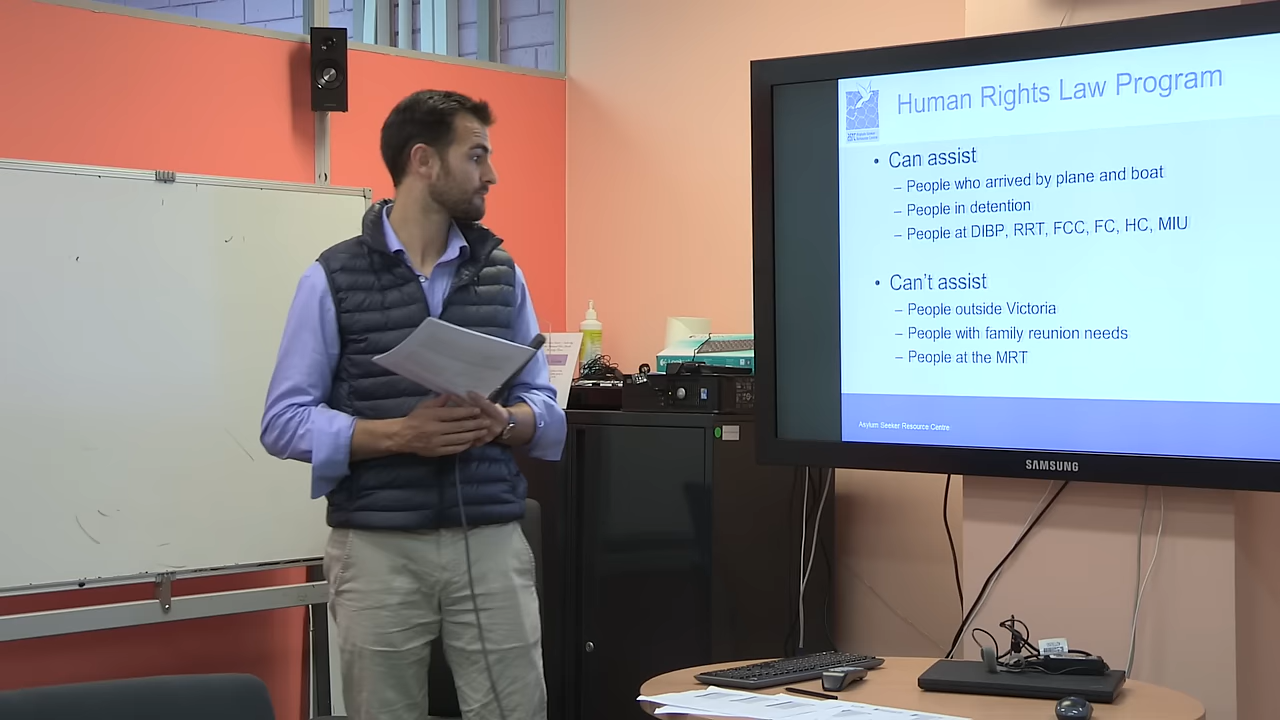 Human Rights Law Program
• Can assist
– People who arrived by plane and boat
– People in detention
– People at DIBP, RRT, FCC, FC, HC, MIU
• Can't assist
– People outside Victoria
– People with family reunion needs
– People at the MRT
Asylum Seeker Resource Centre
SAMSUNG